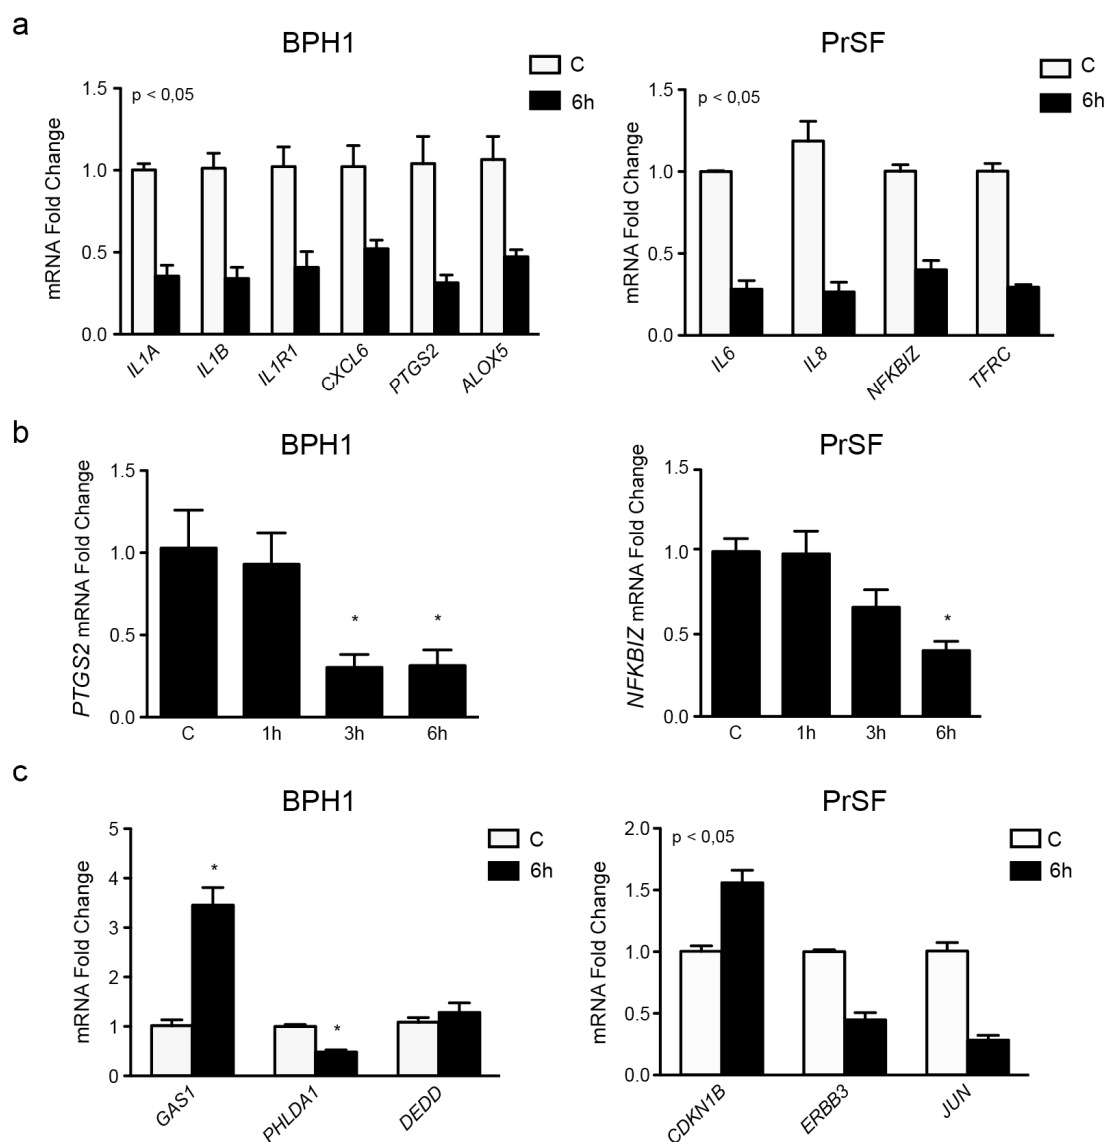 a
BPH1
C
6h
p < 0,05
mRNA Fold Change
1.5
1.0
0.5
0.0
IL1A
IL1B
IL1R1
CXCL6
PTGS2
ALOX5
PrSF
C
6h
p < 0,05
mRNA Fold Change
1.5
1.0
0.5
0.0
IL6
IL8
NFKBIZ
TFRC
b
BPH1
PTGS2 mRNA Fold Change
1.5
1.0
0.5
0.0
* *
C 1h 3h 6h
PrSF
NFKBIZ mRNA Fold Change
1.5
1.0
0.5
0.0
*
C 1h 3h 6h
c
BPH1
C
6h
mRNA Fold Change
5
4
3
2
1
0
*
*
GAS1
PHLDA1
DEDD
PrSF
C
6h
p < 0,05
mRNA Fold Change
2.0
1.5
1.0
0.5
0.0
CDKN1B
ERBB3
JUN